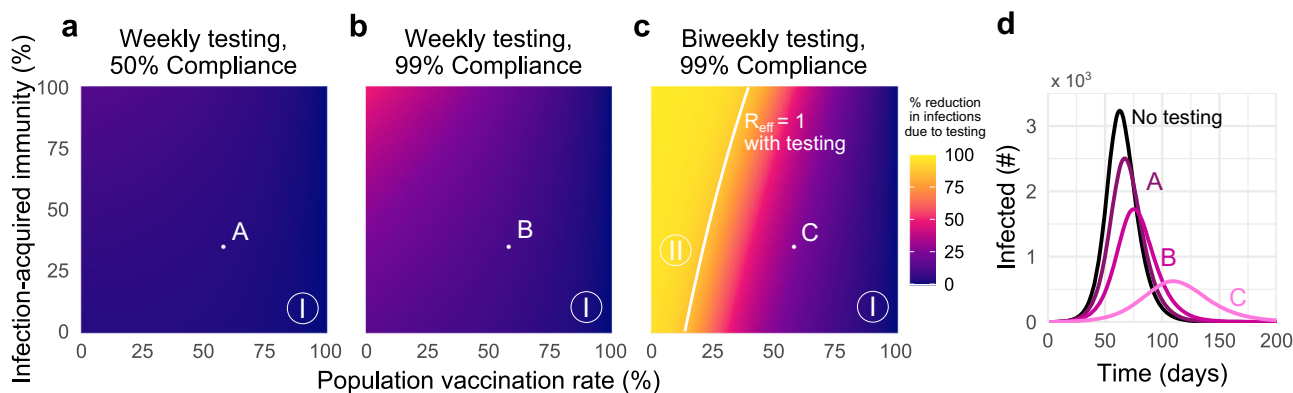 a
Weekly testing,
50% Compliance
b
Weekly testing,
99% Compliance
c
Biweekly testing,
99% Compliance
d
Infection-acquired immunity (%)
100
75
50
25
0
A
I
0 25 50 75 100
B
I
0 25 50 75 100
R_eff = 1
with testing
C
II
I
0 25 50 75 100
Population vaccination rate (%)
% reduction
in infections
due to testing
100
75
50
25
0
x 10³
Infected (#)
3
2
1
0
No testing
A
B
C
0 50 100 150 200
Time (days)